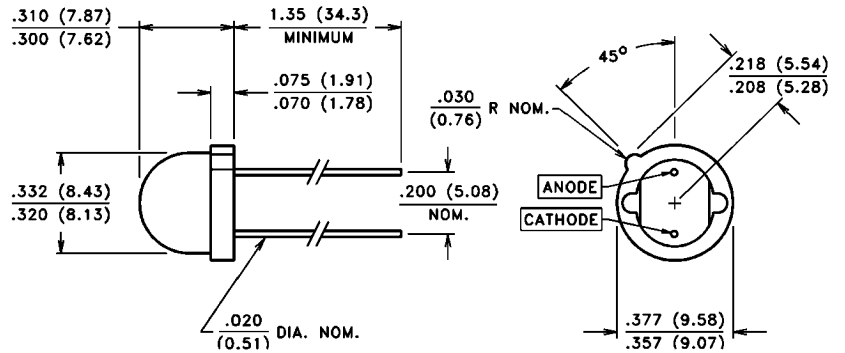 .310 (7.87)
.300 (7.62)
1.35 (34.3)
MINIMUM
.075 (1.91)
.070 (1.78)
.332 (8.43)
.320 (8.13)
.200 (5.08)
NOM.
.020
(0.51)
DIA. NOM.
45°
.218 (5.54)
.208 (5.28)
.030
(0.76)
R NOM.
ANODE
CATHODE
.377 (9.58)
.357 (9.07)